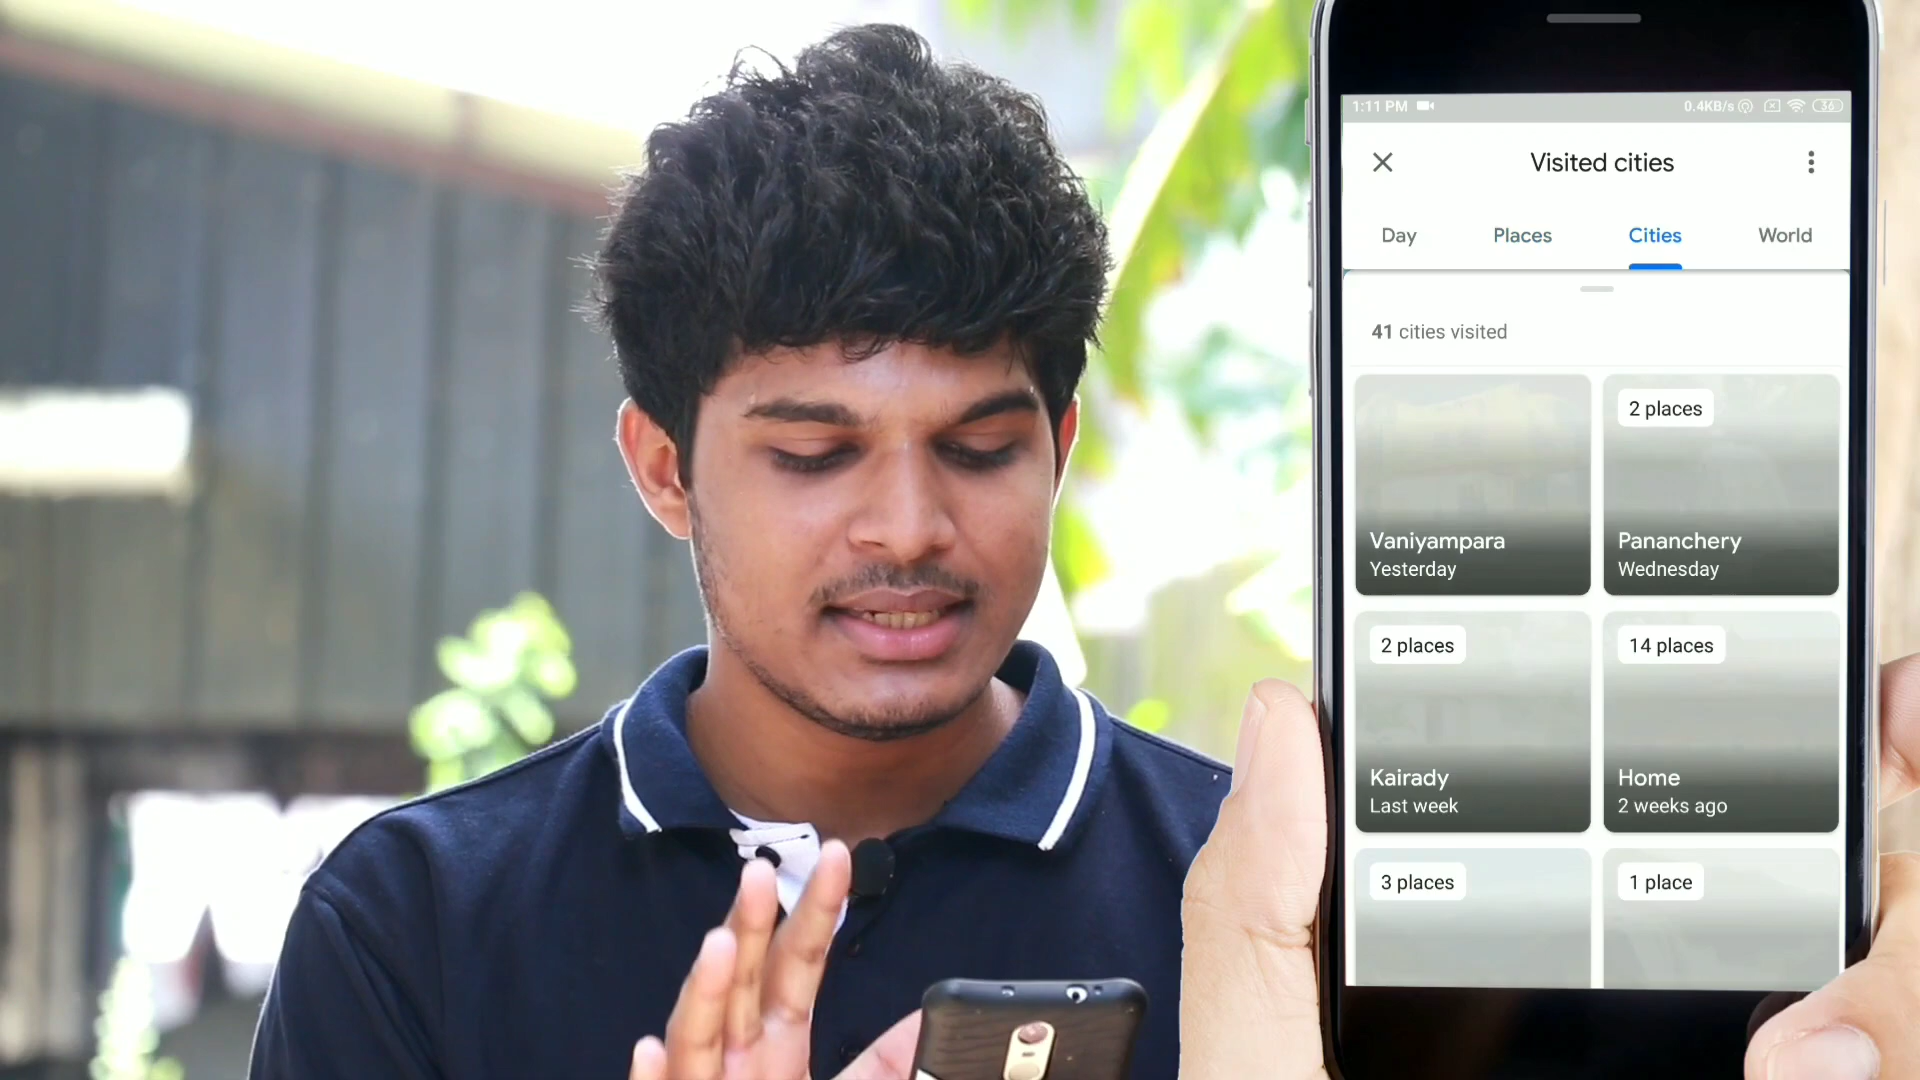 1:11 PM 0.4KB/s 36
Visited cities
Day Places Cities World
41 cities visited
2 places
Vaniyampara Pananchery
Yesterday Wednesday
2 places 14 places
Kairady Home
Last week 2 weeks ago
3 places 1 place